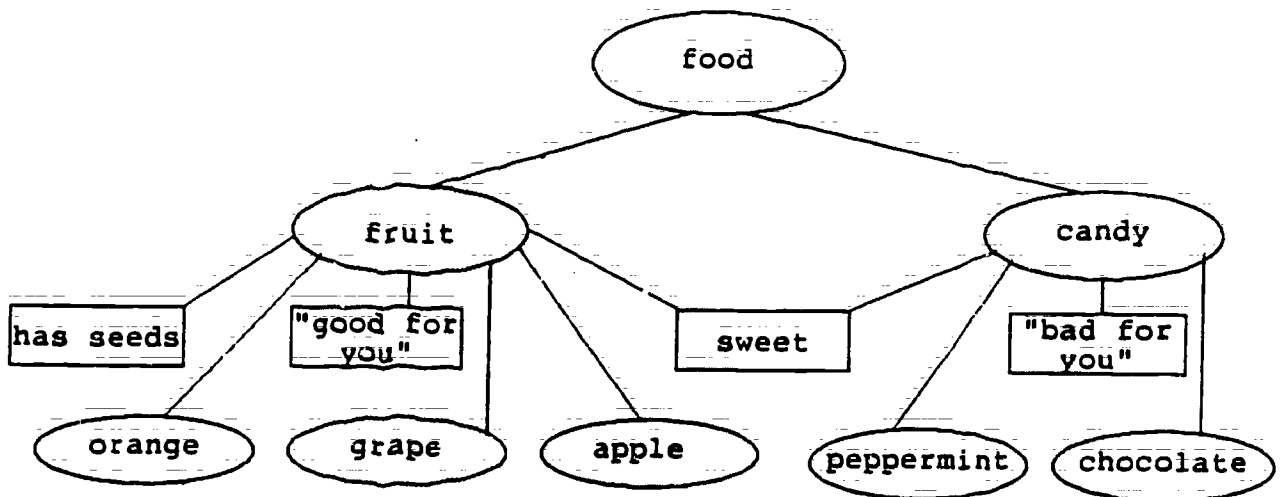 food
fruit
candy
has seeds
"good for
you"
sweet
"bad for
you"
orange
grape
apple
peppermint
chocolate